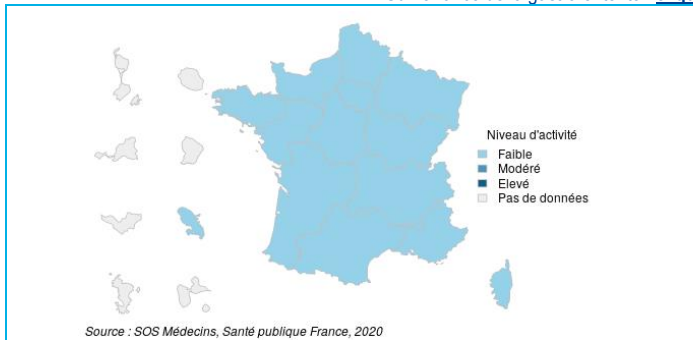 Niveau d'activité
Faible
Modéré
Elevé
Pas de données
Source : SOS Médecins, Santé publique France, 2020